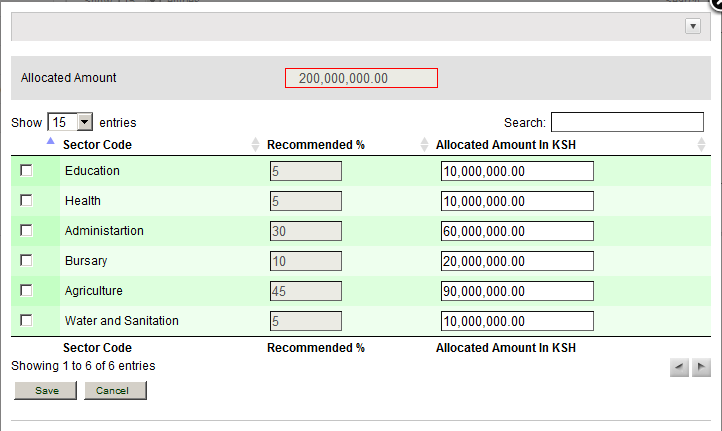 Allocated Amount 200,000,000.00
Show 15 entries Search:
Sector Code Recommended % Allocated Amount In KSH
Education 5 10,000,000.00
Health 5 10,000,000.00
Administartion 30 60,000,000.00
Bursary 10 20,000,000.00
Agriculture 45 90,000,000.00
Water and Sanitation 5 10,000,000.00
Sector Code Recommended % Allocated Amount In KSH
Showing 1 to 6 of 6 entries
Save Cancel